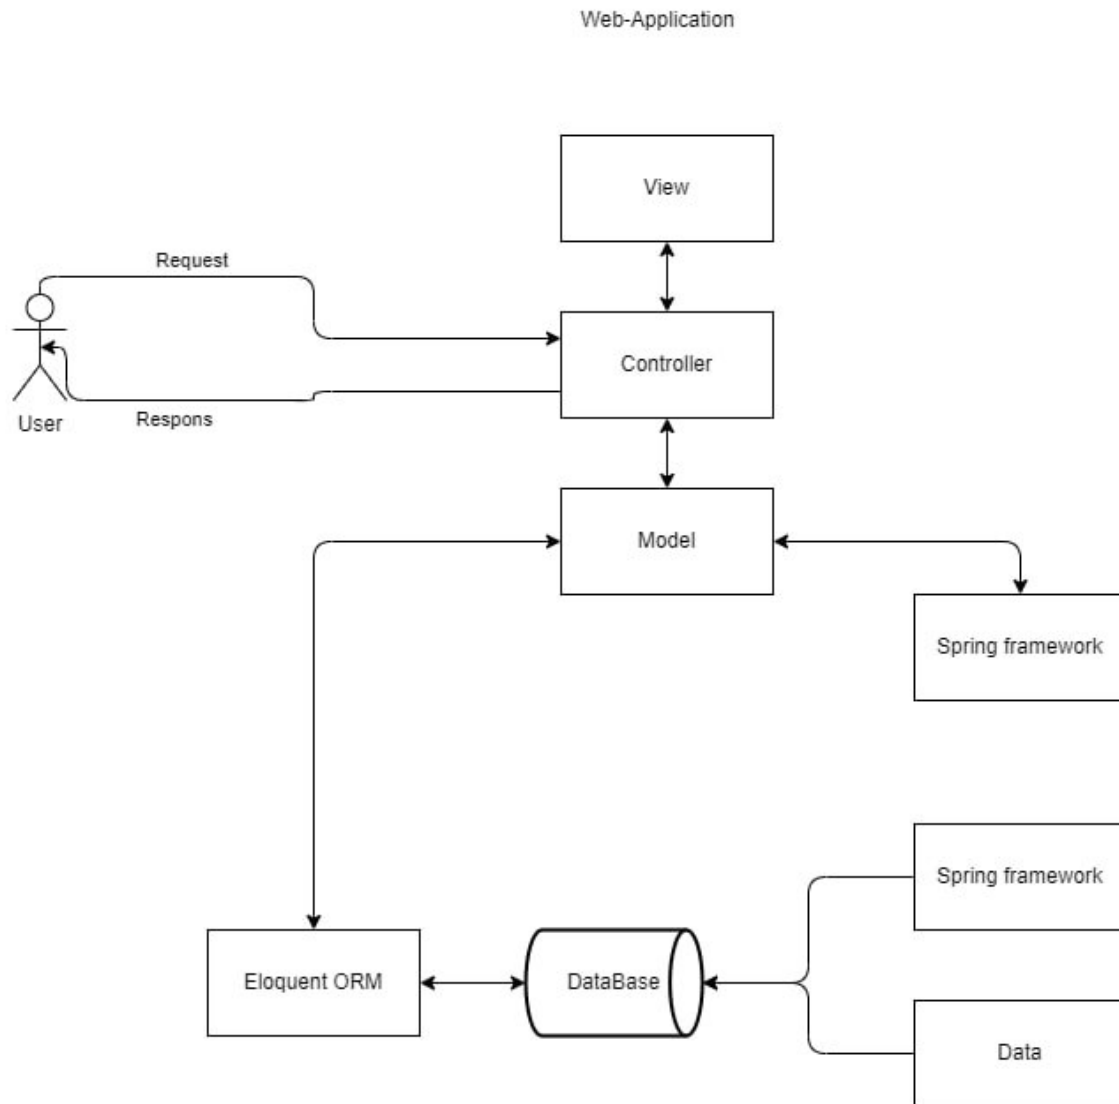 Web-Application
View
Request
Controller
User
Respons
Model
Spring framework
Spring framework
Eloquent ORM
DataBase
Data